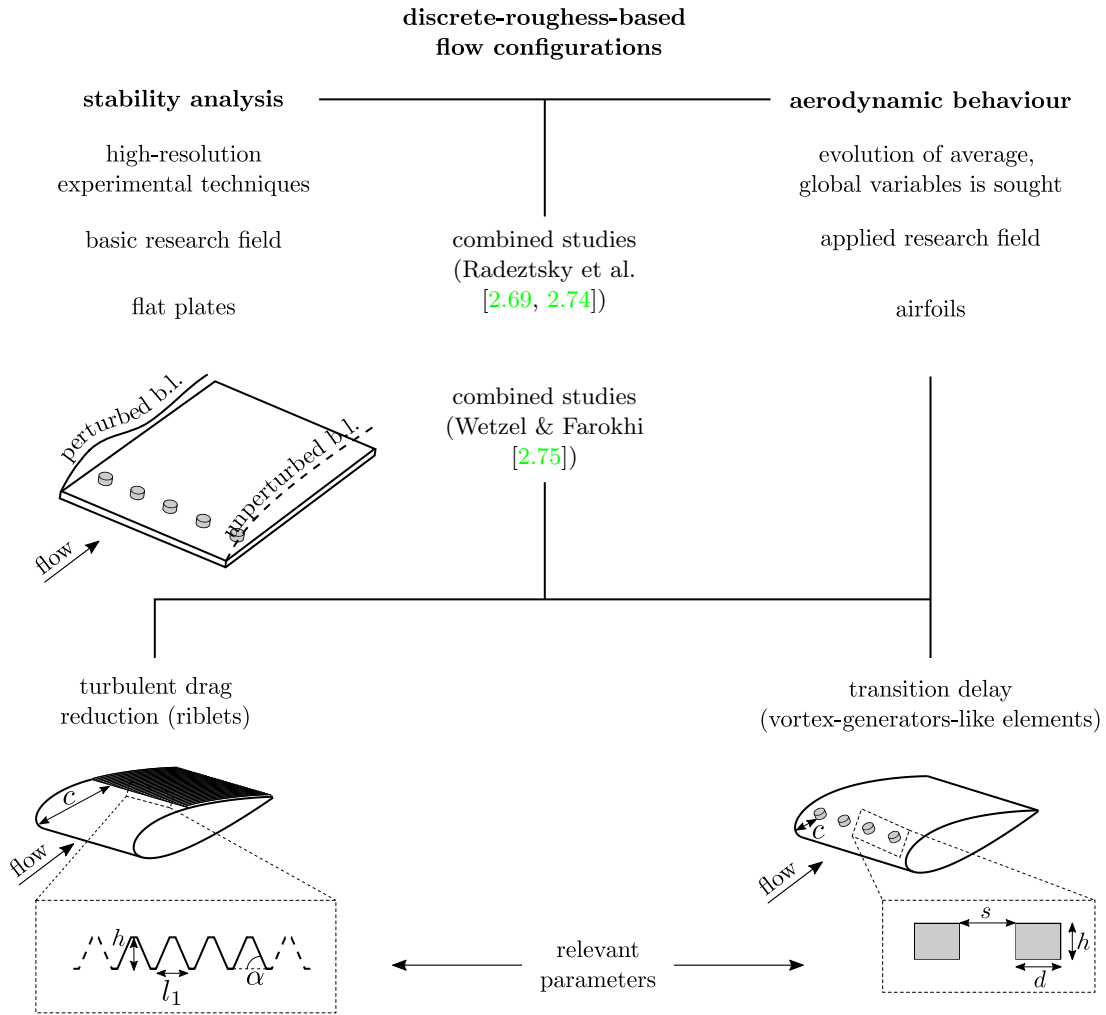 discrete-roughess-based
flow configurations
stability analysis
aerodynamic behaviour
high-resolution
experimental techniques
evolution of average,
global variables is sought
basic research field
combined studies
(Radeztsky et al.
[2.69, 2.74])
applied research field
flat plates
airfoils
perturbed b.l.
unperturbed b.l.
flow
combined studies
(Wetzel & Farokhi
[2.75])
turbulent drag
reduction (riblets)
transition delay
(vortex-generators-like elements)
c
flow
c
flow
h
l1
α
relevant
parameters
s
h
d